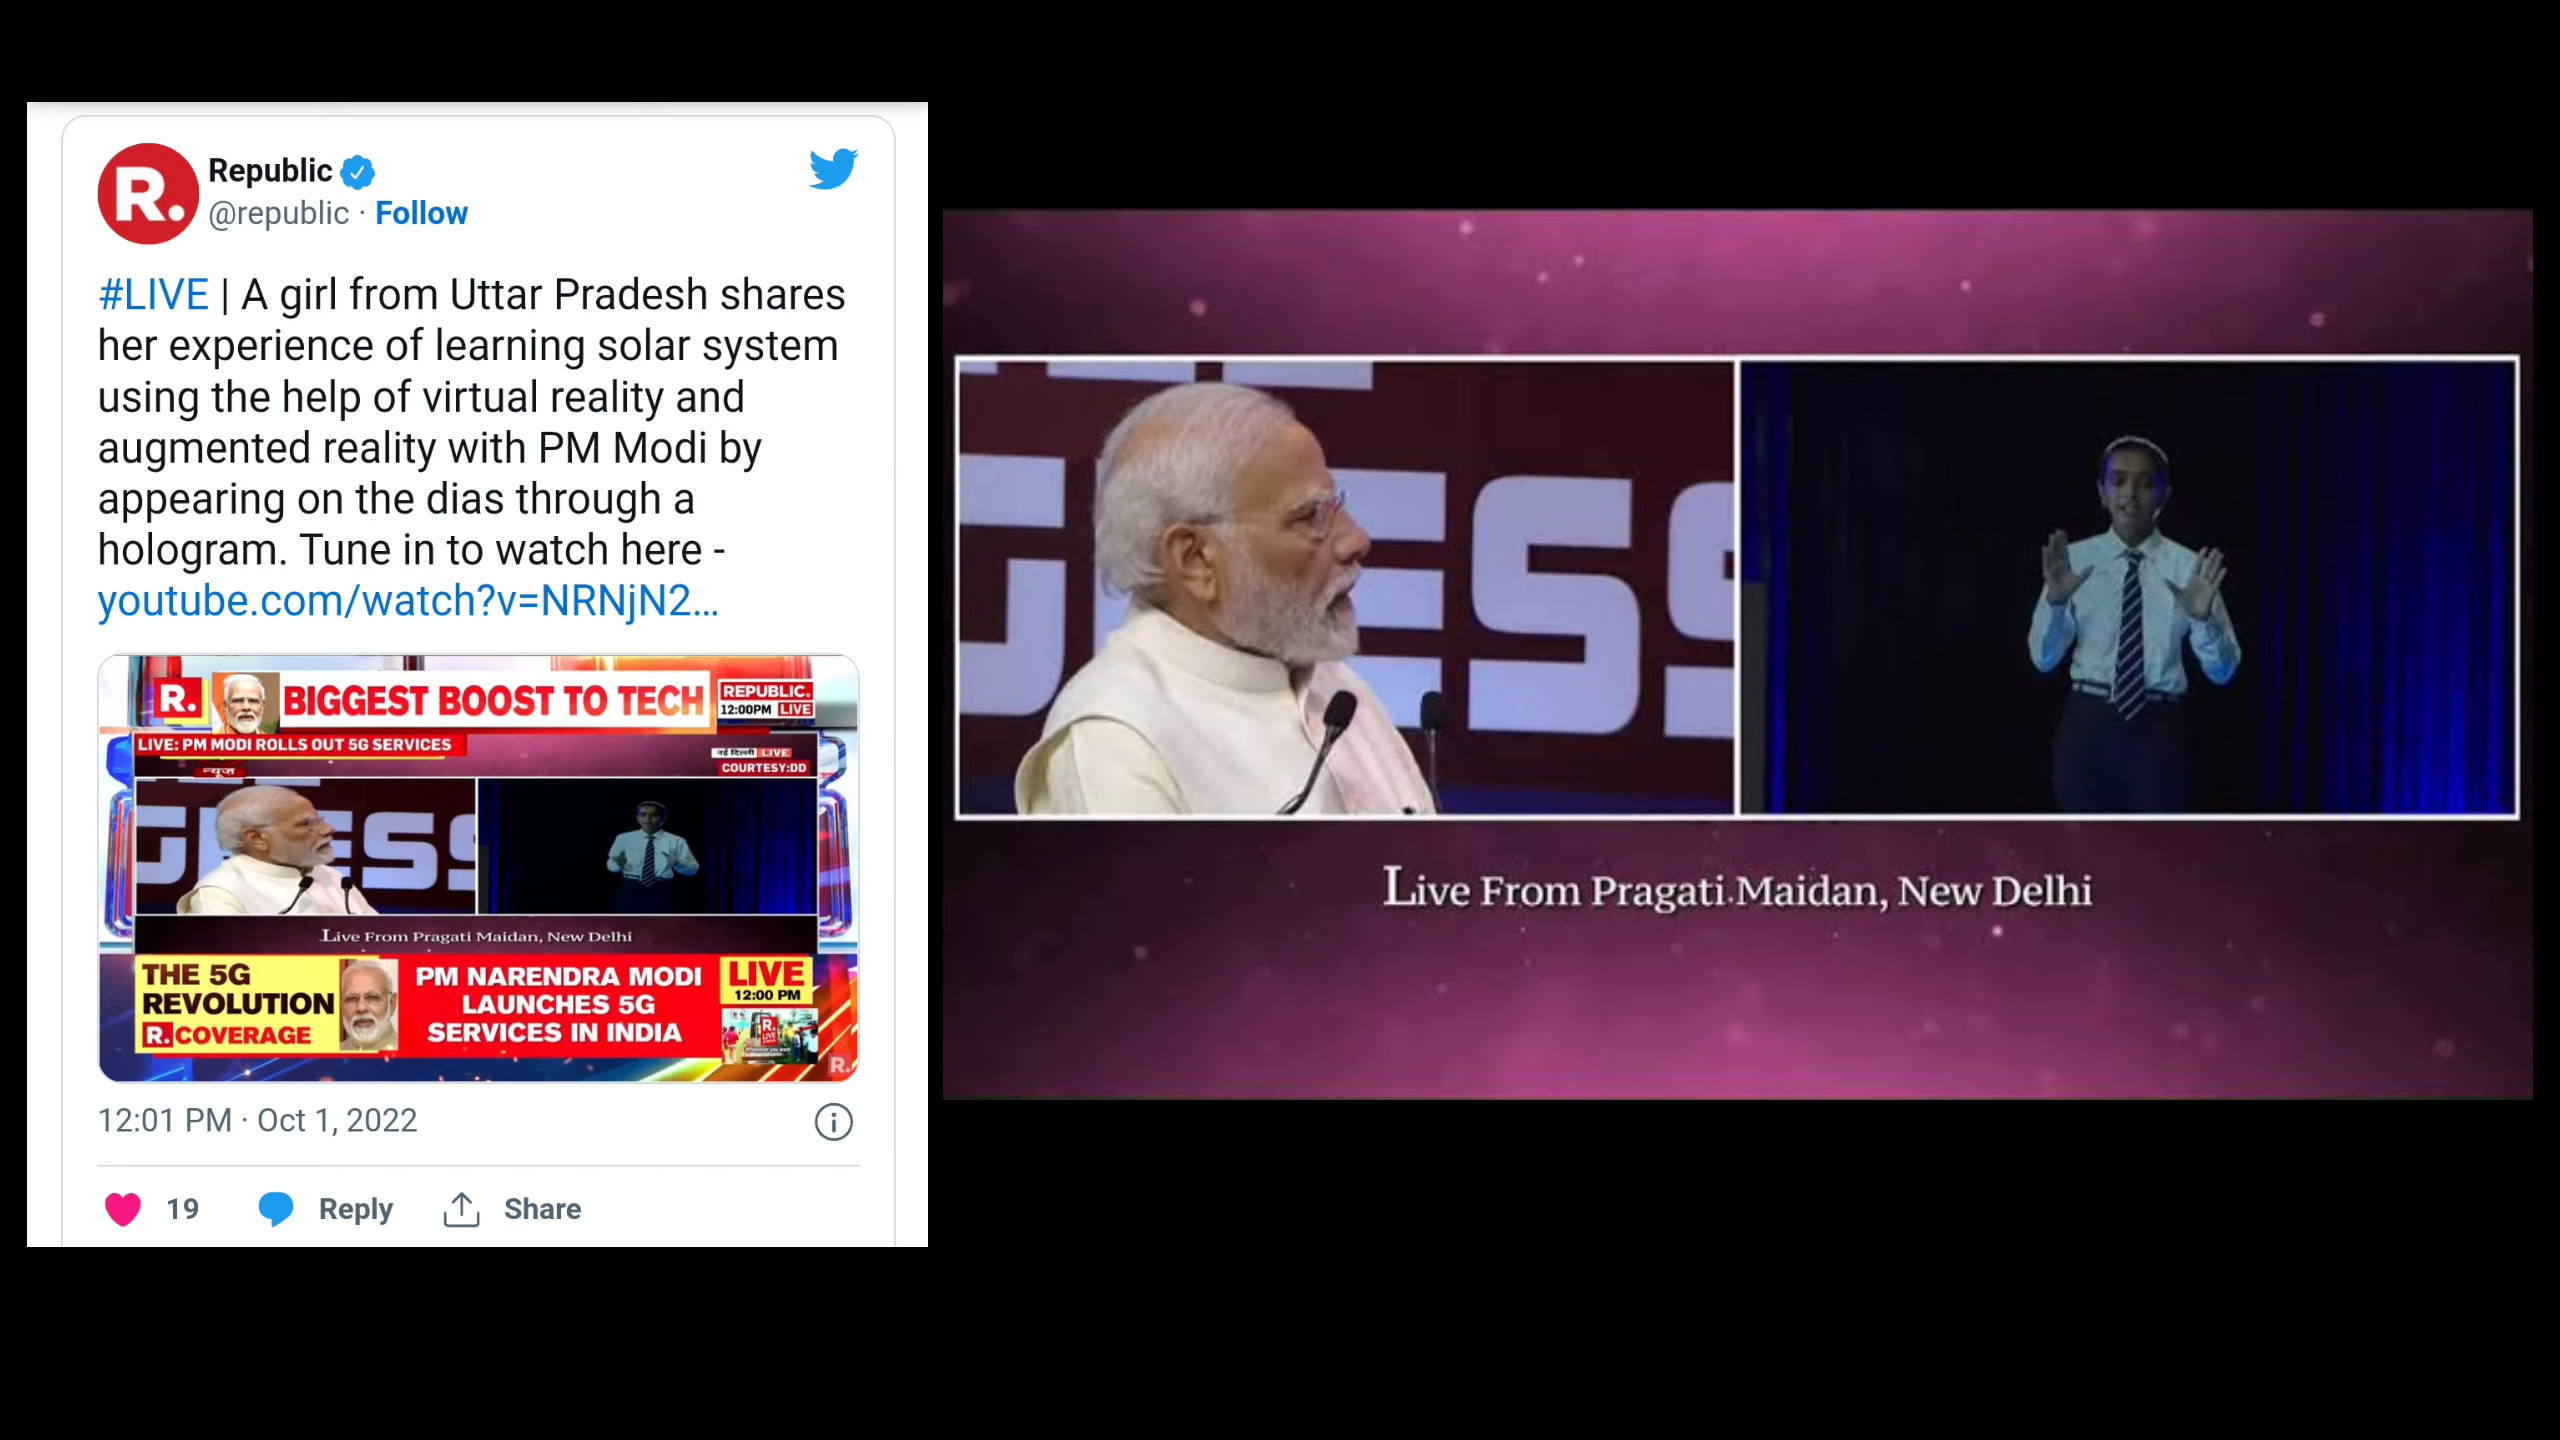 R.
Republic
@republic · Follow
#LIVE | A girl from Uttar Pradesh shares
her experience of learning solar system
using the help of virtual reality and
augmented reality with PM Modi by
appearing on the dias through a
hologram. Tune in to watch here -
youtube.com/watch?v=NRNjN2...
R. BIGGEST BOOST TO TECH
REPUBLIC.
12:00PM LIVE
LIVE: PM MODI ROLLS OUT 5G SERVICES
नई दिल्ली LIVE
न्यूज़
COURTESY:DD
GRESS
Live From Pragati Maidan, New Delhi
THE 5G
REVOLUTION
R. COVERAGE
PM NARENDRA MODI
LAUNCHES 5G
SERVICES IN INDIA
LIVE
12:00 PM
R.
R.
12:01 PM · Oct 1, 2022
19 Reply Share
GRESS
Live From Pragati Maidan, New Delhi